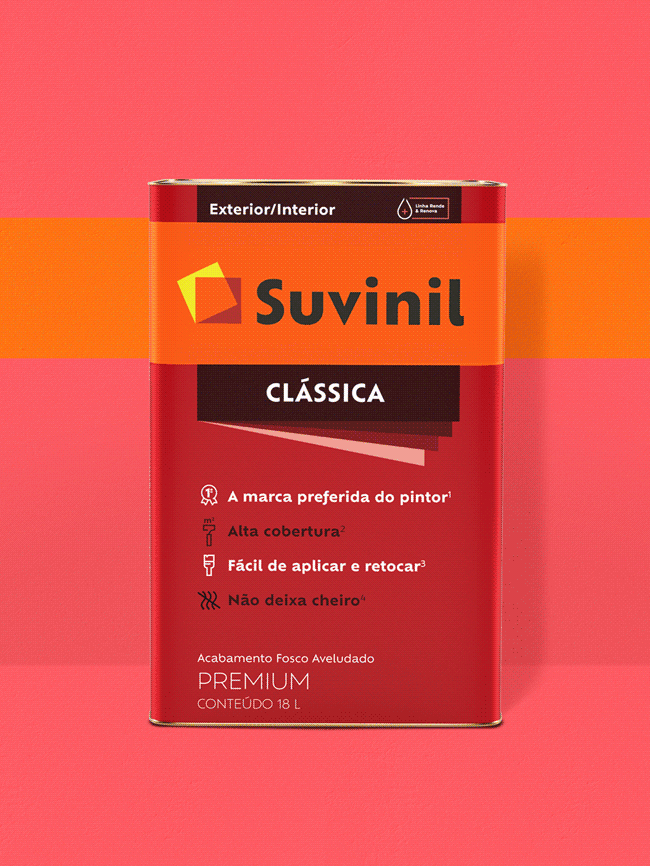 Exterior/Interior
Linha Rende
& Renova
Suvinil
CLÁSSICA
1º
A marca preferida do pintor¹
m²
Alta cobertura²
Fácil de aplicar e retocar³
Não deixa cheiro⁴
Acabamento Fosco Aveludado
PREMIUM
CONTEÚDO 18 L